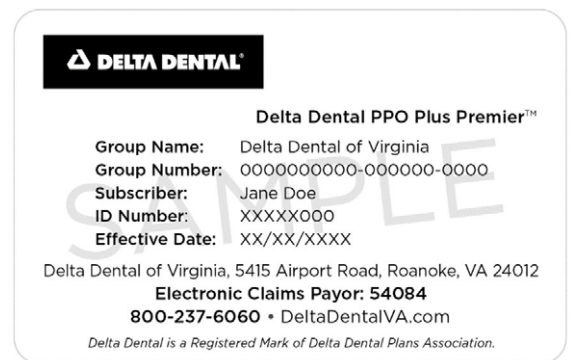 DELTA DENTAL®
Delta Dental PPO Plus Premier™
Group Name: Delta Dental of Virginia
Group Number: 0000000000-000000-0000
Subscriber: Jane Doe
ID Number: XXXXX000
Effective Date: XX/XX/XXXX
SAMPLE
Delta Dental of Virginia, 5415 Airport Road, Roanoke, VA 24012
Electronic Claims Payor: 54084
800-237-6060 • DeltaDentalVA.com
Delta Dental is a Registered Mark of Delta Dental Plans Association.